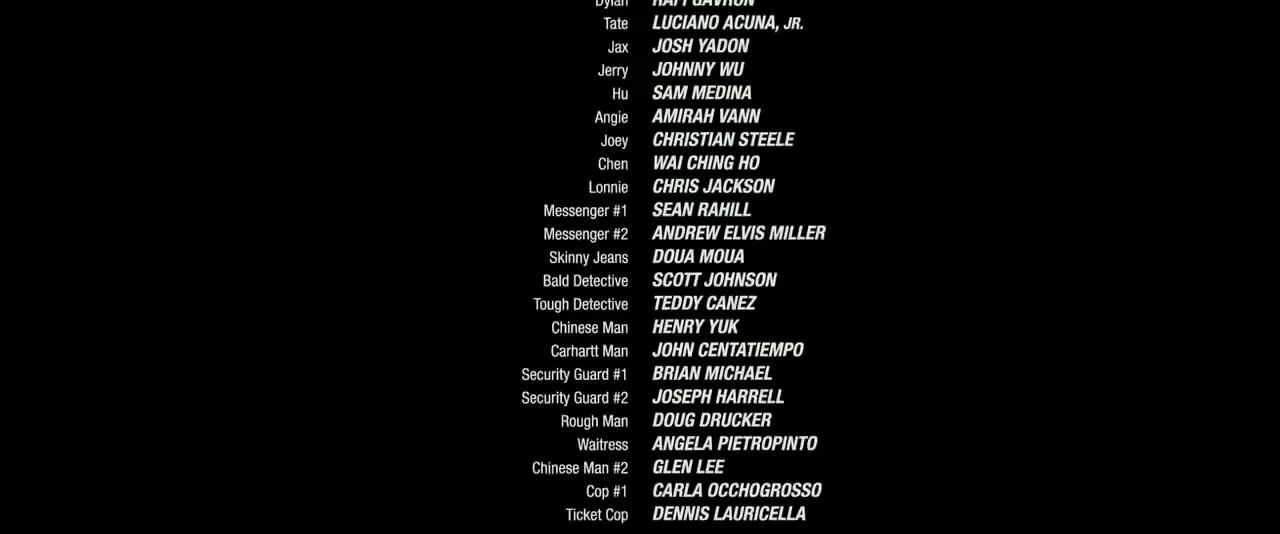 Dylan RAFI GAVRON
Tate LUCIANO ACUNA, JR.
Jax JOSH YADON
Jerry JOHNNY WU
Hu SAM MEDINA
Angie AMIRAH VANN
Joey CHRISTIAN STEELE
Chen WAI CHING HO
Lonnie CHRIS JACKSON
Messenger #1 SEAN RAHILL
Messenger #2 ANDREW ELVIS MILLER
Skinny Jeans DOUA MOUA
Bald Detective SCOTT JOHNSON
Tough Detective TEDDY CANEZ
Chinese Man HENRY YUK
Carhartt Man JOHN CENTATIEMPO
Security Guard #1 BRIAN MICHAEL
Security Guard #2 JOSEPH HARRELL
Rough Man DOUG DRUCKER
Waitress ANGELA PIETROPINTO
Chinese Man #2 GLEN LEE
Cop #1 CARLA OCCHOGROSSO
Ticket Cop DENNIS LAURICELLA